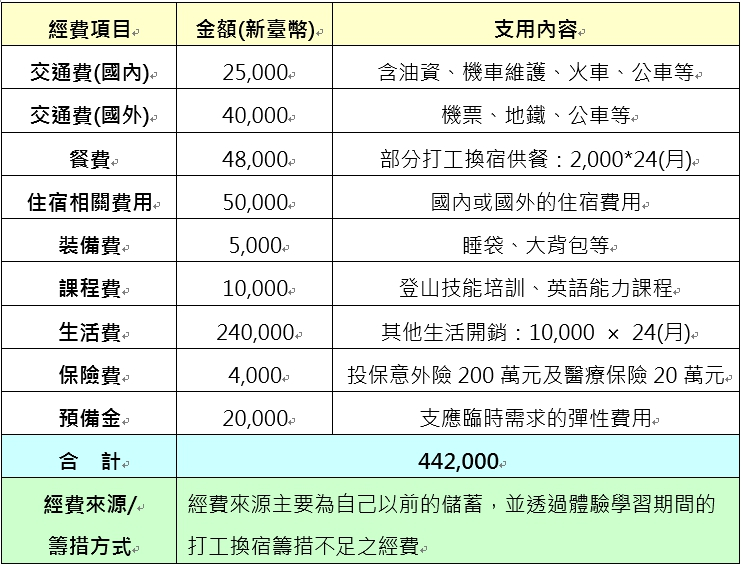 經費項目 金額(新臺幣) 支用內容
交通費(國內) 25,000 含油資、機車維護、火車、公車等
交通費(國外) 40,000 機票、地鐵、公車等
餐費 48,000 部分打工換宿供餐：2,000*24(月)
住宿相關費用 50,000 國內或國外的住宿費用
裝備費 5,000 睡袋、大背包等
課程費 10,000 登山技能培訓、英語能力課程
生活費 240,000 其他生活開銷：10,000 × 24(月)
保險費 4,000 投保意外險 200 萬元及醫療保險 20 萬元
預備金 20,000 支應臨時需求的彈性費用
合 計 442,000
經費來源/ 經費來源主要為自己以前的儲蓄，並透過體驗學習期間的
籌措方式 打工換宿籌措不足之經費